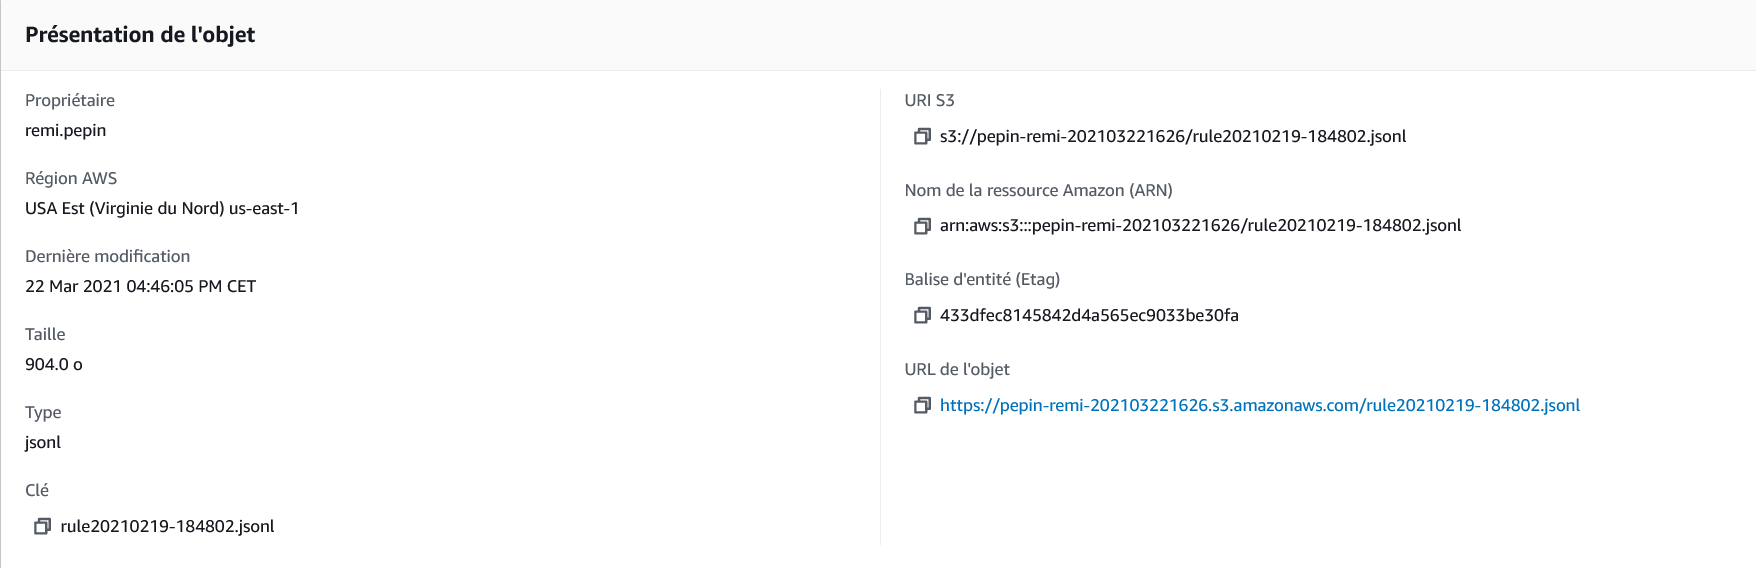 Présentation de l'objet
Propriétaire
remi.pepin
Région AWS
USA Est (Virginie du Nord) us-east-1
Dernière modification
22 Mar 2021 04:46:05 PM CET
Taille
904.0 o
Type
jsonl
Clé
rule20210219-184802.jsonl
URI S3
s3://pepin-remi-202103221626/rule20210219-184802.jsonl
Nom de la ressource Amazon (ARN)
arn:aws:s3:::pepin-remi-202103221626/rule20210219-184802.jsonl
Balise d'entité (Etag)
433dfec8145842d4a565ec9033be30fa
URL de l'objet
https://pepin-remi-202103221626.s3.amazonaws.com/rule20210219-184802.jsonl